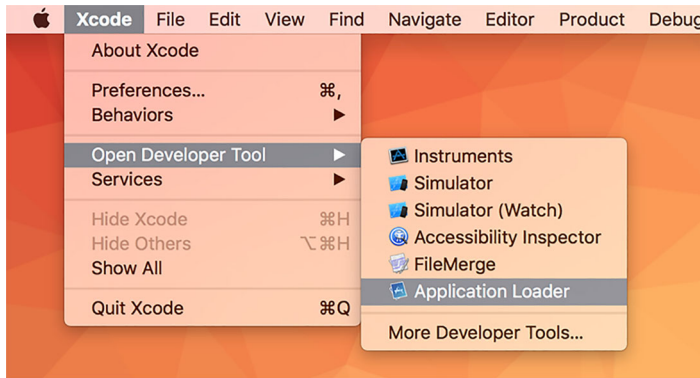 Xcode File Edit View Find Navigate Editor Product Debug
About Xcode
Preferences... ⌘,
Behaviors ▶
Open Developer Tool ▶
Services ▶
Hide Xcode ⌘H
Hide Others ⌥⌘H
Show All
Quit Xcode ⌘Q
Instruments
Simulator
Simulator (Watch)
Accessibility Inspector
FileMerge
Application Loader
More Developer Tools...